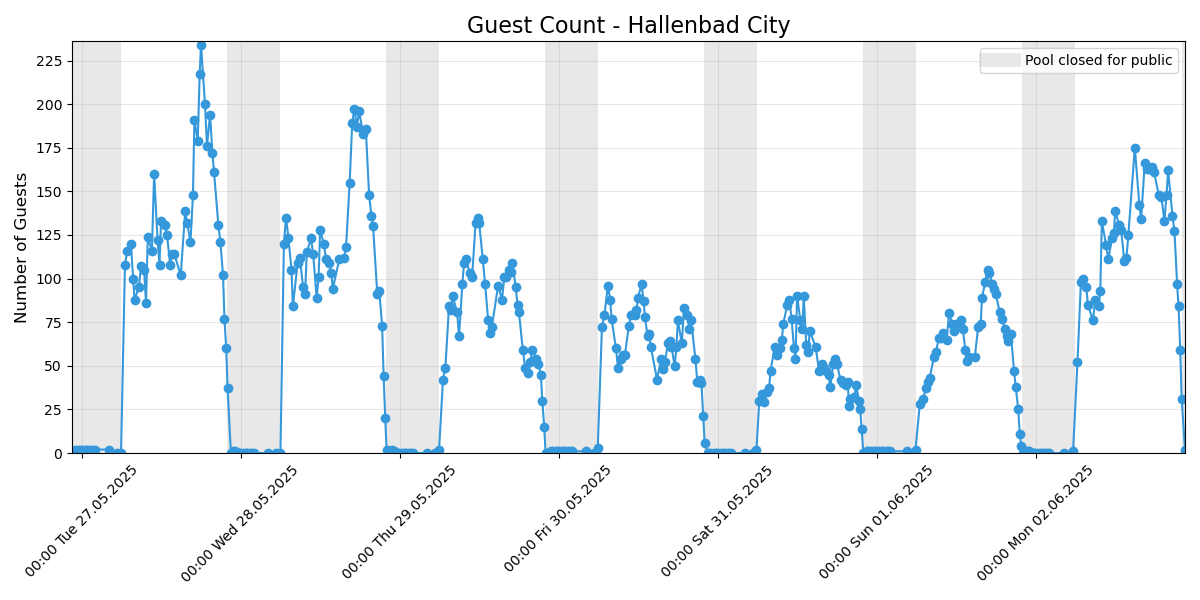 Guest Count - Hallenbad City
Pool closed for public
Number of Guests
225
200
175
150
125
100
75
50
25
0
00:00 Tue 27.05.2025
00:00 Wed 28.05.2025
00:00 Thu 29.05.2025
00:00 Fri 30.05.2025
00:00 Sat 31.05.2025
00:00 Sun 01.06.2025
00:00 Mon 02.06.2025